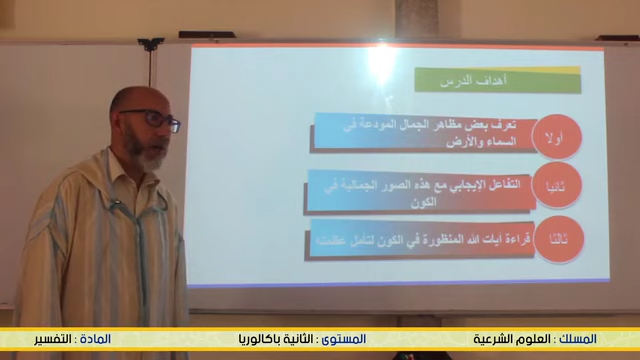 أهداف الدرس
أولا
تعرف بعض مظاهر الجمال المودعة في
السماء والأرض
ثانيا
التفاعل الإيجابي مع هذه الصور الجمالية في
الكون
ثالثا
قراءة آيات الله المنظورة في الكون لتأمل عظمته
المسلك : العلوم الشرعية
المستوى : الثانية باكالوريا
المادة : التفسير